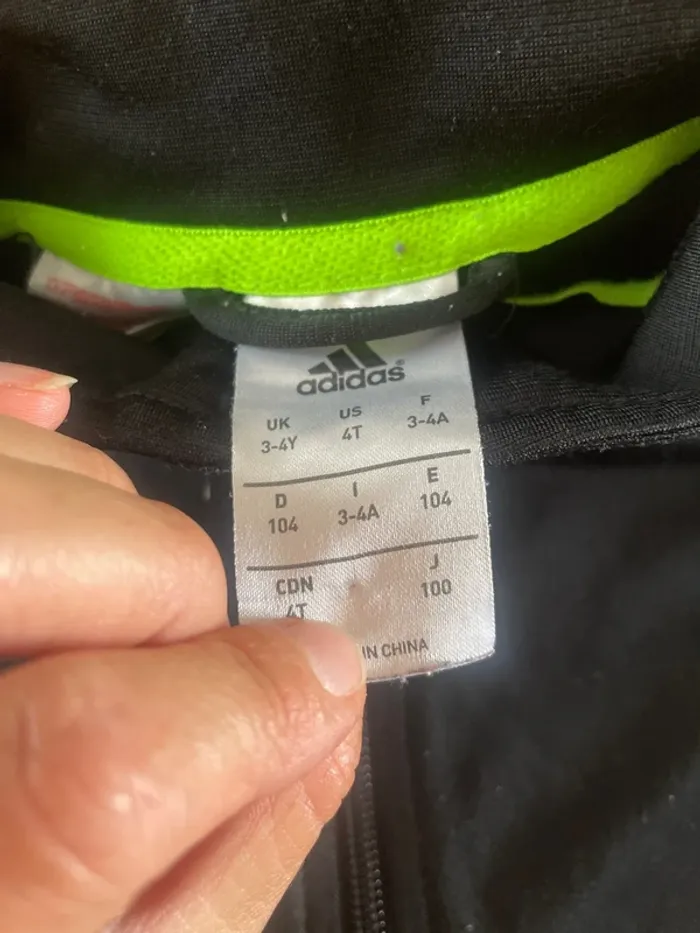 adidas®
UK US F
3-4Y 4T 3-4A
D I E
104 3-4A 104
CDN J
4T 100
IN CHINA